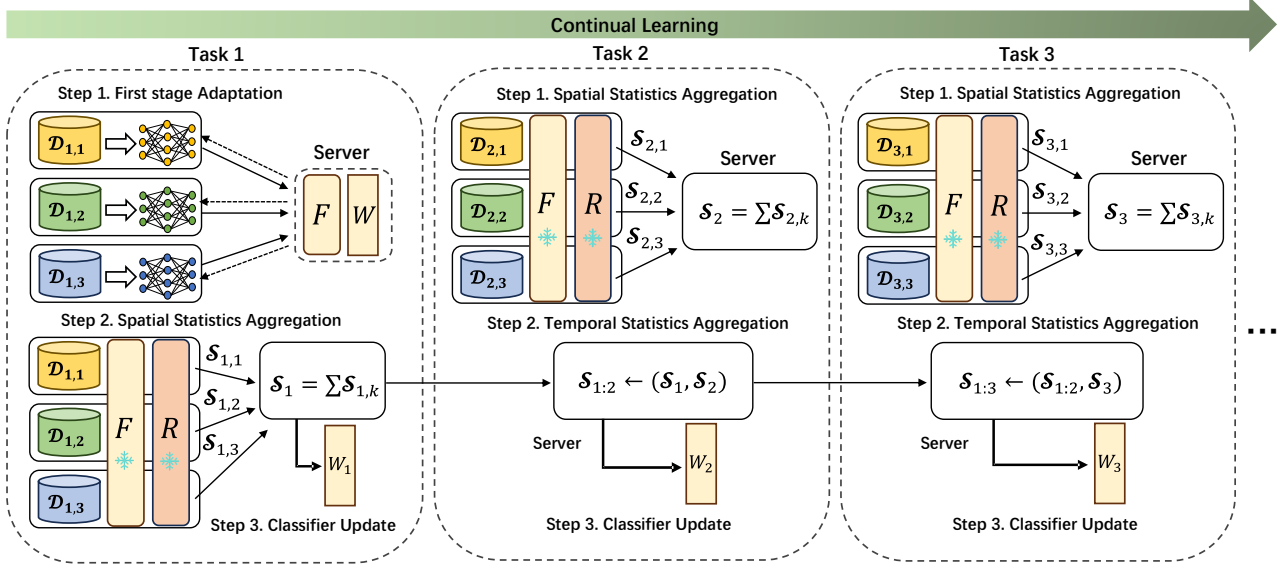 Continual Learning
Task 1
Step 1. First stage Adaptation
𝒟1,1
𝒟1,2
𝒟1,3
Server
F
W
Step 2. Spatial Statistics Aggregation
𝒟1,1
𝒟1,2
𝒟1,3
F
R
𝓢1,1
𝓢1,2
𝓢1,3
𝓢1 = ∑𝓢1,k
W1
Step 3. Classifier Update
Task 2
Step 1. Spatial Statistics Aggregation
𝒟2,1
𝒟2,2
𝒟2,3
F
R
𝓢2,1
𝓢2,2
𝓢2,3
Server
𝓢2 = ∑𝓢2,k
Step 2. Temporal Statistics Aggregation
𝓢1:2 ← (𝓢1, 𝓢2)
Server
W2
Step 3. Classifier Update
Task 3
Step 1. Spatial Statistics Aggregation
𝒟3,1
𝒟3,2
𝒟3,3
F
R
𝓢3,1
𝓢3,2
𝓢3,3
Server
𝓢3 = ∑𝓢3,k
Step 2. Temporal Statistics Aggregation
𝓢1:3 ← (𝓢1:2, 𝓢3)
Server
W3
Step 3. Classifier Update
...